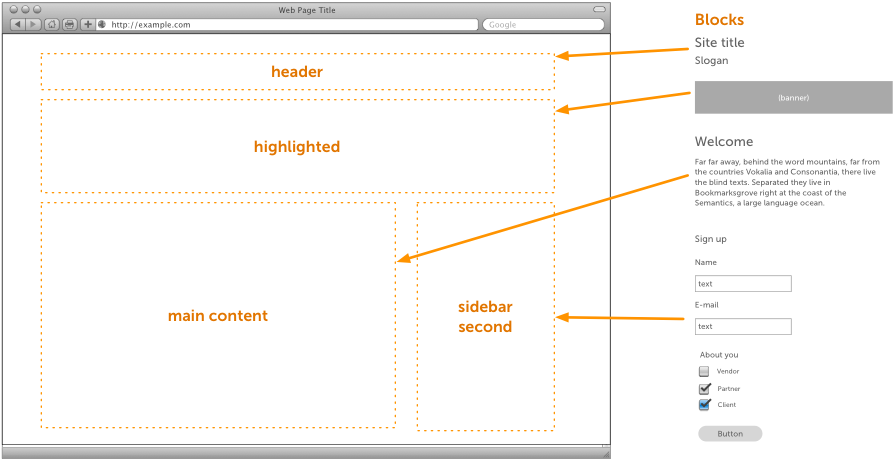 Web Page Title
http://example.com
Google
header
highlighted
main content
sidebar
second
Blocks
Site title
Slogan
(banner)
Welcome
Far far away, behind the word mountains, far from
the countries Vokalia and Consonantia, there live
the blind texts. Separated they live in
Bookmarksgrove right at the coast of the
Semantics, a large language ocean.
Sign up
Name
text
E-mail
text
About you
Vendor
Partner
Client
Button